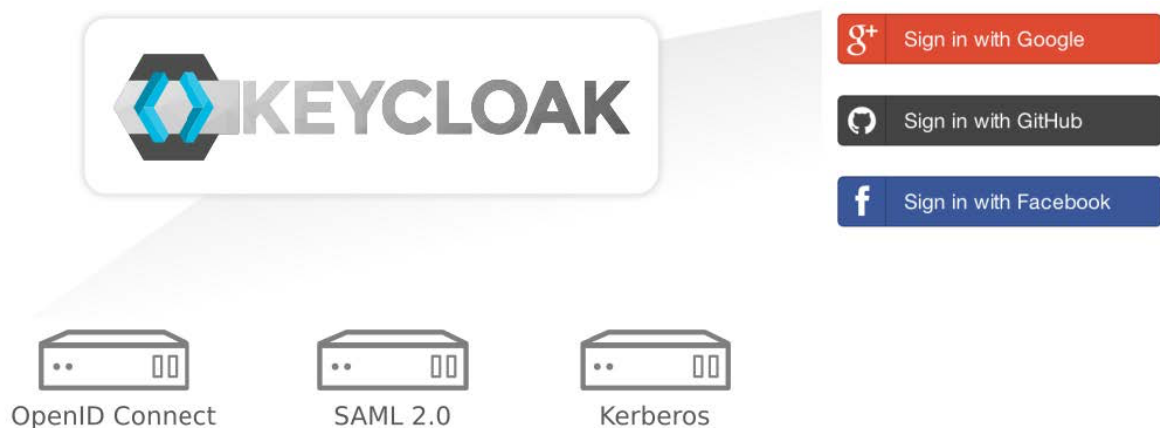 KEYCLOAK
g+ Sign in with Google
Sign in with GitHub
f Sign in with Facebook
OpenID Connect
SAML 2.0
Kerberos